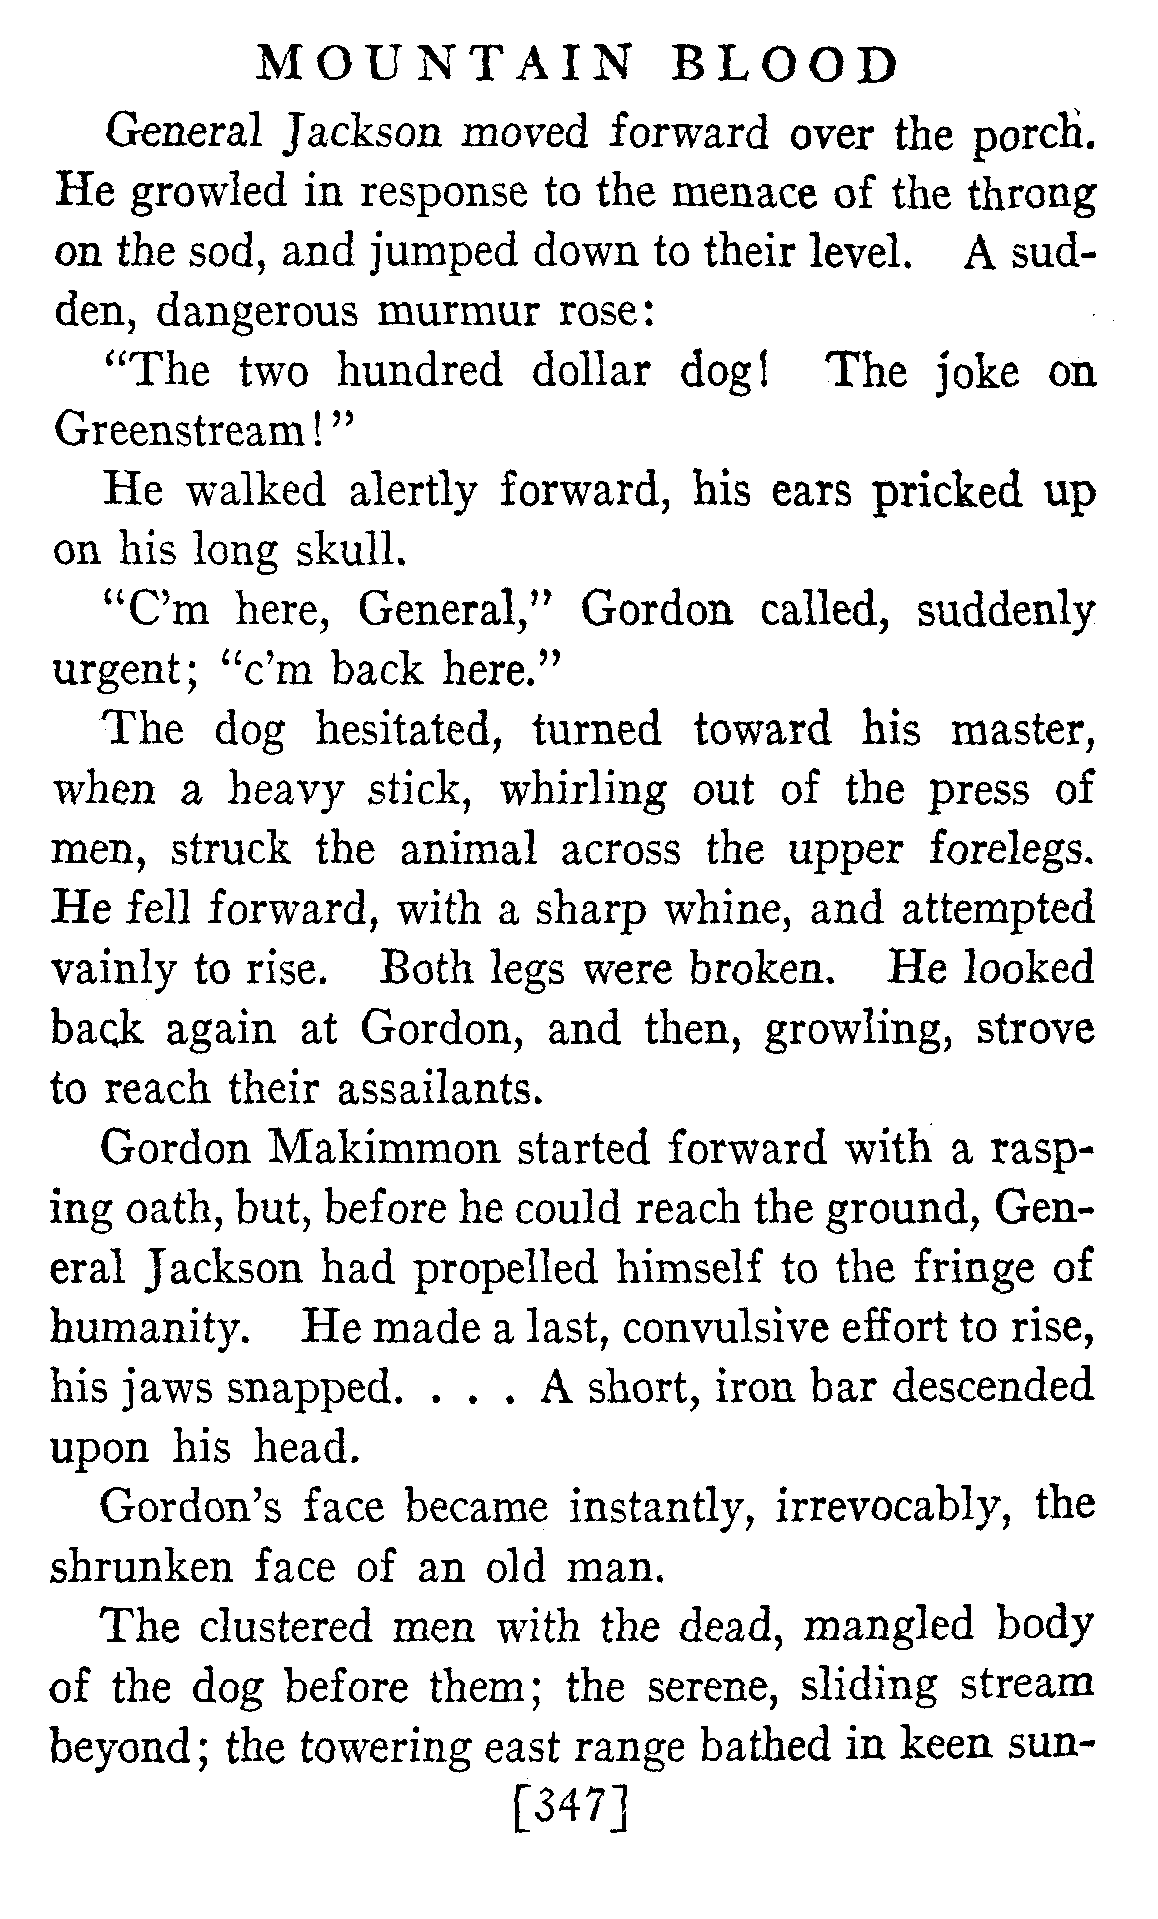 MOUNTAIN BLOOD
General Jackson moved forward over the porch.
He growled in response to the menace of the throng
on the sod, and jumped down to their level. A sud-
den, dangerous murmur rose:
"The two hundred dollar dog! The joke on
Greenstream!"
He walked alertly forward, his ears pricked up
on his long skull.
"C'm here, General," Gordon called, suddenly
urgent; "c'm back here."
The dog hesitated, turned toward his master,
when a heavy stick, whirling out of the press of
men, struck the animal across the upper forelegs.
He fell forward, with a sharp whine, and attempted
vainly to rise. Both legs were broken. He looked
back again at Gordon, and then, growling, strove
to reach their assailants.
Gordon Makimmon started forward with a rasp-
ing oath, but, before he could reach the ground, Gen-
eral Jackson had propelled himself to the fringe of
humanity. He made a last, convulsive effort to rise,
his jaws snapped. . . . A short, iron bar descended
upon his head.
Gordon's face became instantly, irrevocably, the
shrunken face of an old man.
The clustered men with the dead, mangled body
of the dog before them; the serene, sliding stream
beyond; the towering east range bathed in keen sun-
[347]